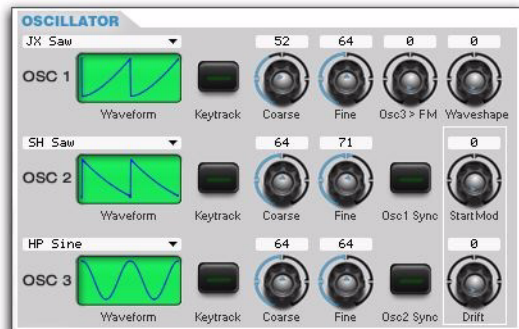 OSCILLATOR
JX Saw 52 64 0 0
OSC 1
Waveform Keytrack Coarse Fine Osc3 > FM Waveshape
SH Saw 64 71 0
OSC 2
Waveform Keytrack Coarse Fine Osc1 Sync StartMod
HP Sine 64 64 0
OSC 3
Waveform Keytrack Coarse Fine Osc2 Sync Drift